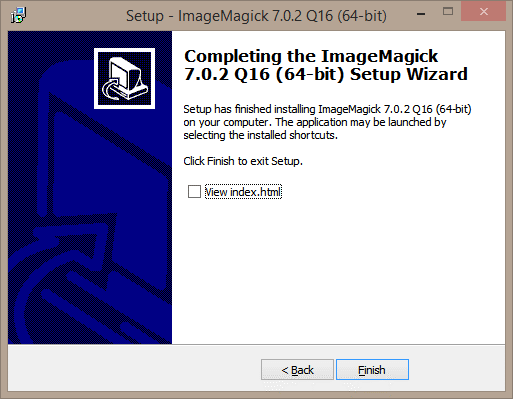 Setup - ImageMagick 7.0.2 Q16 (64-bit)
Completing the ImageMagick
7.0.2 Q16 (64-bit) Setup Wizard
Setup has finished installing ImageMagick 7.0.2 Q16 (64-bit)
on your computer. The application may be launched by
selecting the installed shortcuts.
Click Finish to exit Setup.
View index.html
< Back
Finish